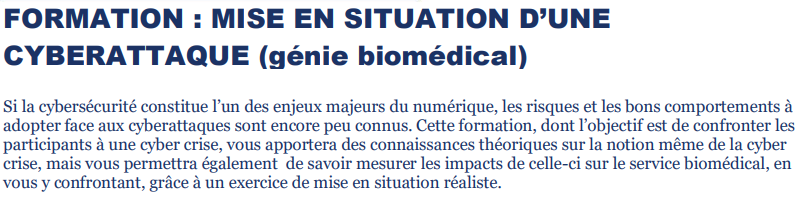 FORMATION : MISE EN SITUATION D’UNE
CYBERATTAQUE (génie biomédical)
Si la cybersécurité constitue l’un des enjeux majeurs du numérique, les risques et les bons comportements à
adopter face aux cyberattaques sont encore peu connus. Cette formation, dont l’objectif est de confronter les
participants à une cyber crise, vous apportera des connaissances théoriques sur la notion même de la cyber
crise, mais vous permettra également  de savoir mesurer les impacts de celle-ci sur le service biomédical, en
vous y confrontant, grâce à un exercice de mise en situation réaliste.